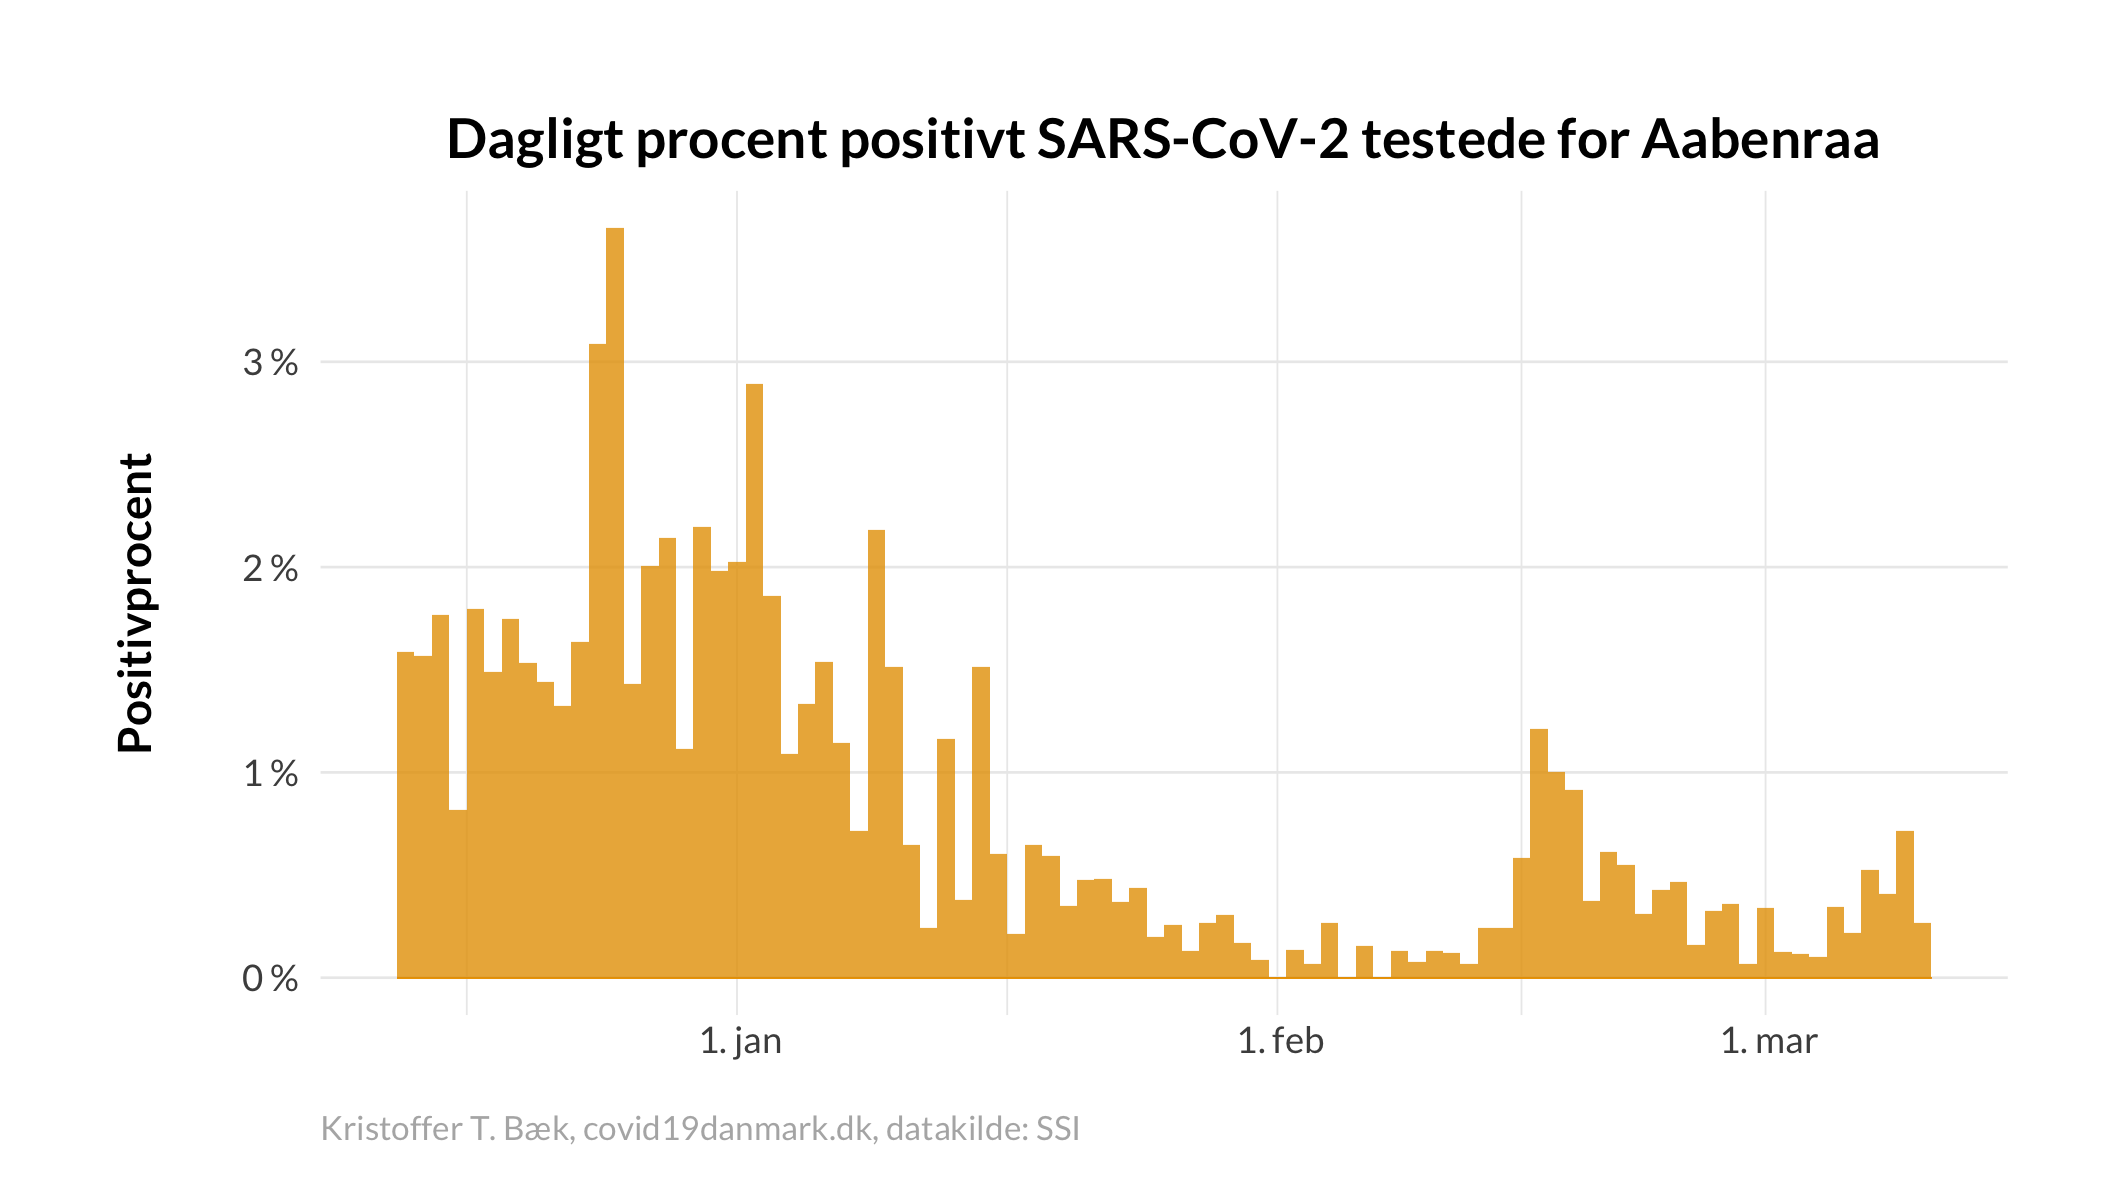 Dagligt procent positivt SARS-CoV-2 testede for Aabenraa
Positivprocent
3 %
2 %
1 %
0 %
1. jan
1. feb
1. mar
Kristoffer T. Bæk, covid19danmark.dk, datakilde: SSI